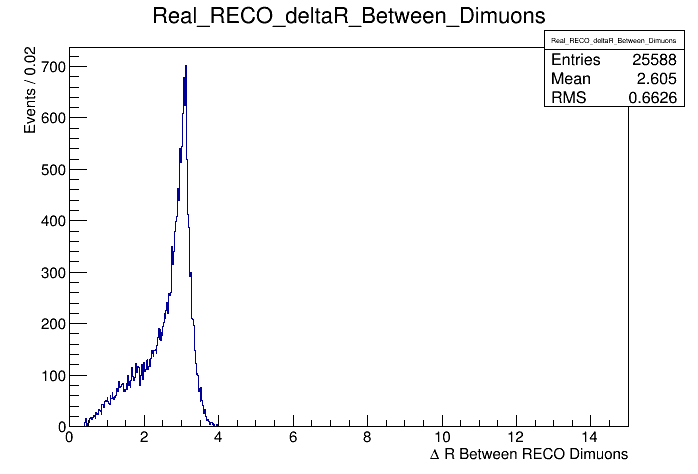 Real_RECO_deltaR_Between_Dimuons
Real_RECO_deltaR_Between_Dimuons
Entries 25588
Mean 2.605
RMS 0.6626
Events / 0.02
700
600
500
400
300
200
100
0
0 2 4 6 8 10 12 14
Δ R Between RECO Dimuons